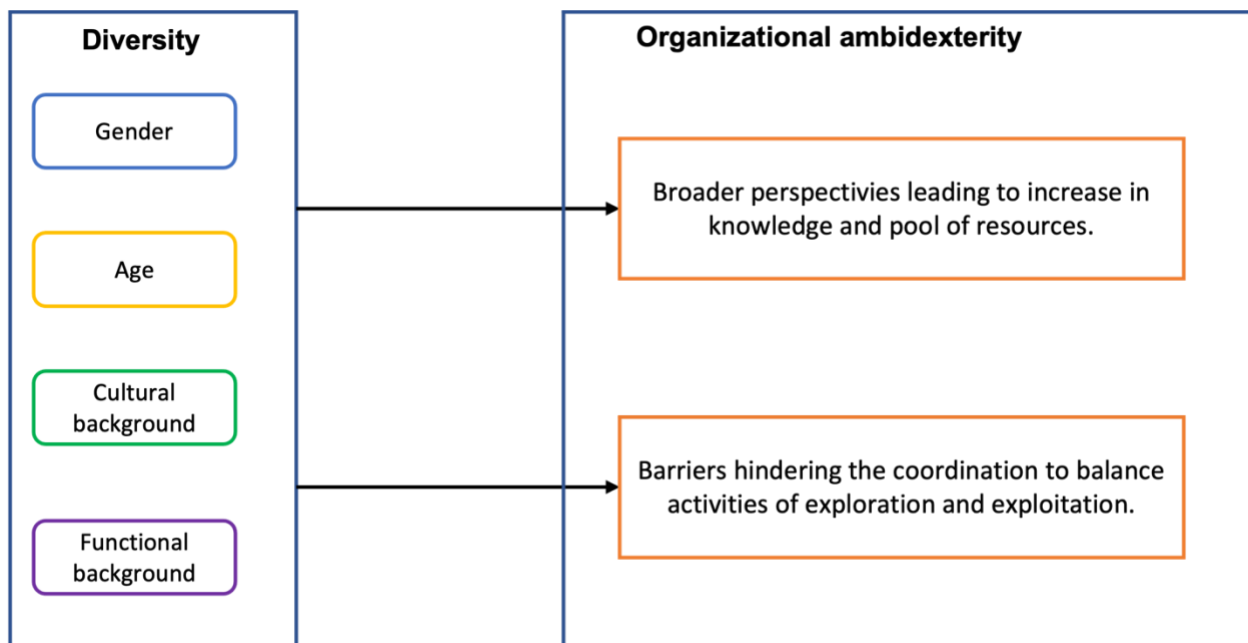 Diversity
Gender
Age
Cultural
background
Functional
background
Organizational ambidexterity
Broader perspectivies leading to increase in
knowledge and pool of resources.
Barriers hindering the coordination to balance
activities of exploration and exploitation.